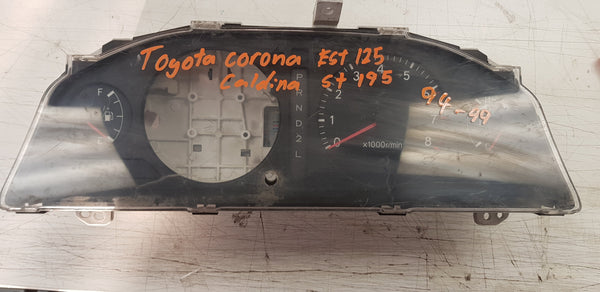 Toyota corona Est 125
Caldina St 195
94-99
F
P
R
N
D
2
L
0
1
2
3
4
5
7
8
x1000r/min